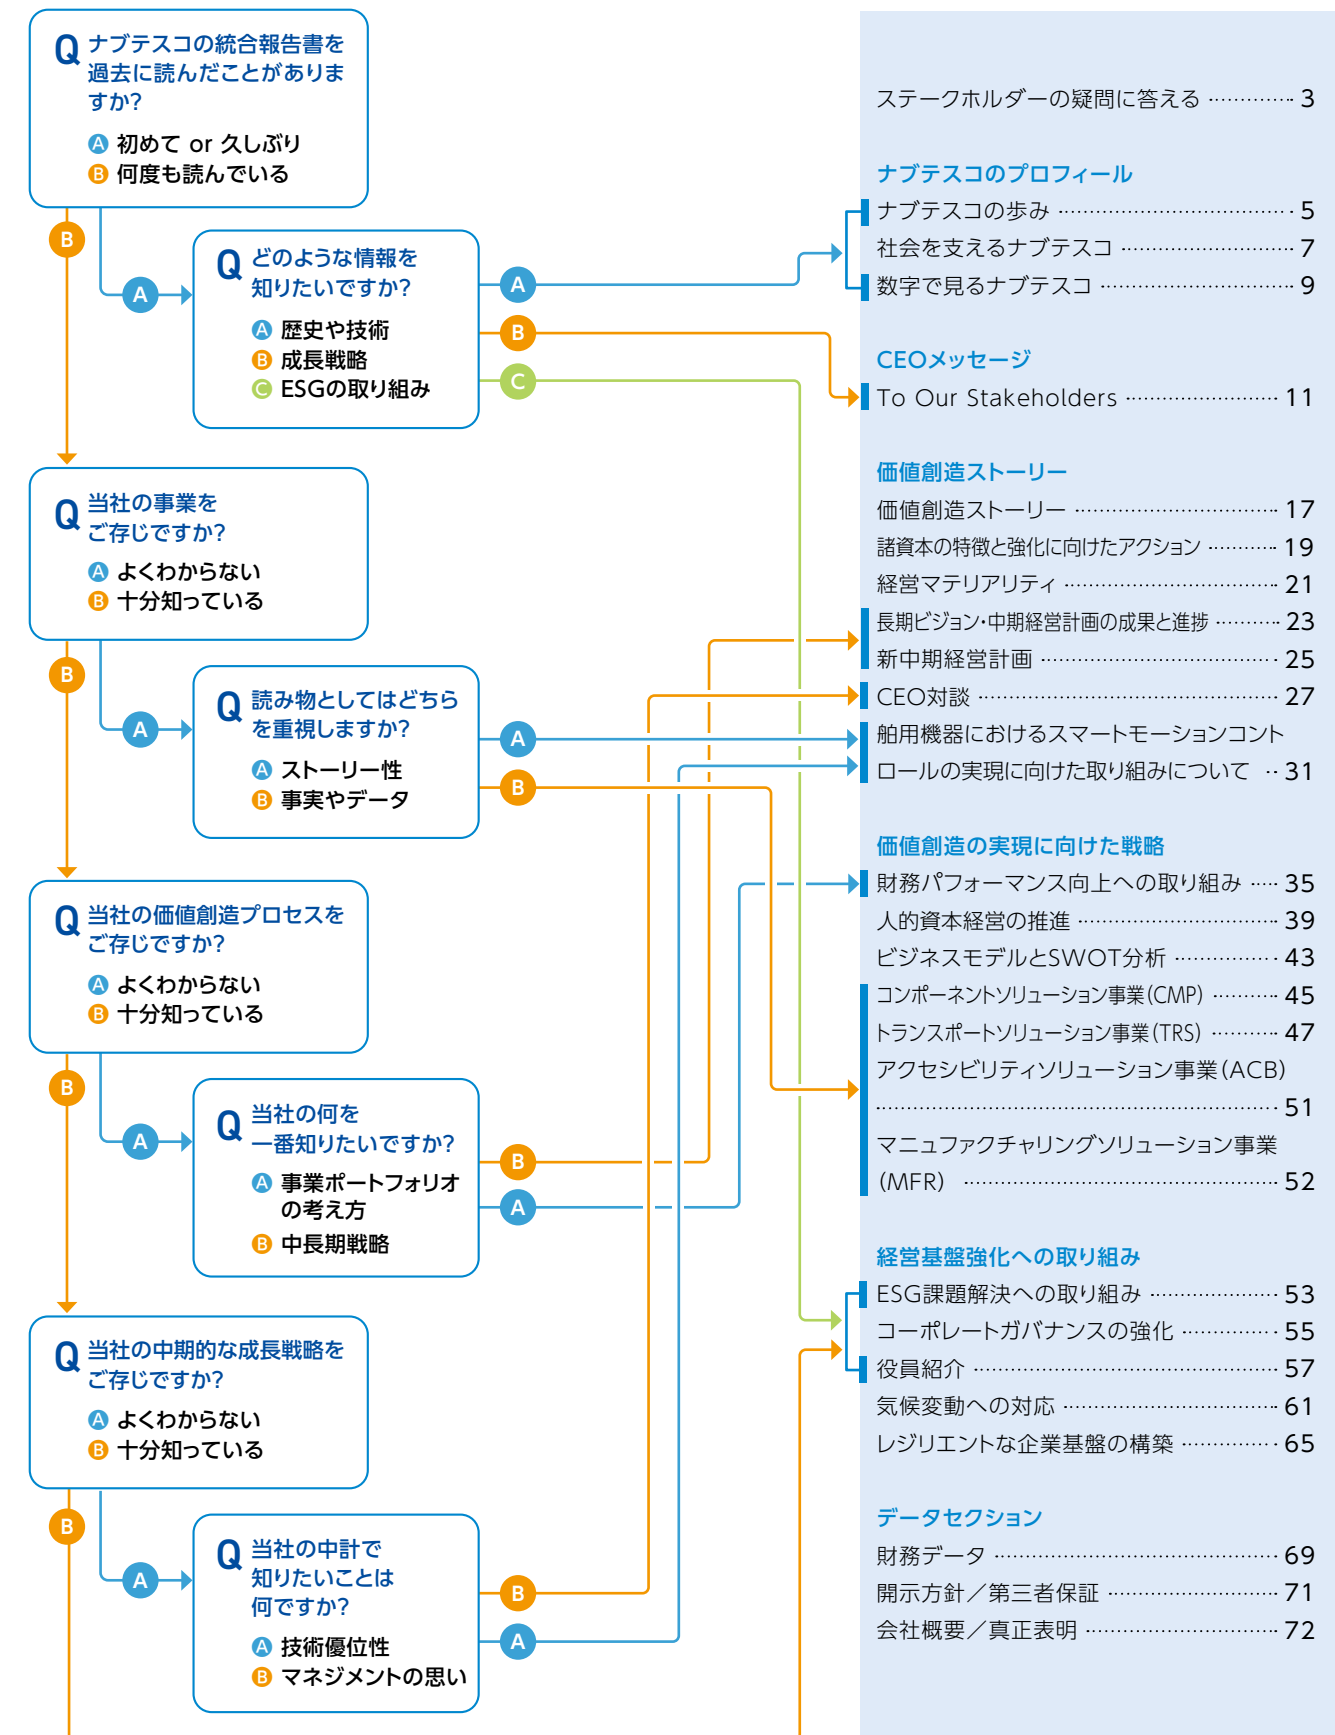 Q ナブテスコの統合報告書を
過去に読んだことがありま
すか?
A 初めて or 久しぶり
B 何度も読んでいる
B
A
Q どのような情報を
知りたいですか?
A 歴史や技術
B 成長戦略
C ESGの取り組み
A
B
C
Q 当社の事業を
ご存じですか?
A よくわからない
B 十分知っている
B
A
Q 読み物としてはどちら
を重視しますか?
A ストーリー性
B 事実やデータ
A
B
Q 当社の価値創造プロセスを
ご存じですか?
A よくわからない
B 十分知っている
B
A
Q 当社の何を
一番知りたいですか?
A 事業ポートフォリオ
の考え方
B 中長期戦略
B
A
Q 当社の中期的な成長戦略を
ご存じですか?
A よくわからない
B 十分知っている
B
A
Q 当社の中計で
知りたいことは
何ですか?
A 技術優位性
B マネジメントの思い
B
A
ステークホルダーの疑問に答える 3
ナブテスコのプロフィール
ナブテスコの歩み 5
社会を支えるナブテスコ 7
数字で見るナブテスコ 9
CEOメッセージ
To Our Stakeholders 11
価値創造ストーリー
価値創造ストーリー 17
諸資本の特徴と強化に向けたアクション 19
経営マテリアリティ 21
長期ビジョン・中期経営計画の成果と進捗 23
新中期経営計画 25
CEO対談 27
舶用機器におけるスマートモーションコント
ロールの実現に向けた取り組みについて 31
価値創造の実現に向けた戦略
財務パフォーマンス向上への取り組み 35
人的資本経営の推進 39
ビジネスモデルとSWOT分析 43
コンポーネントソリューション事業(CMP) 45
トランスポートソリューション事業(TRS) 47
アクセシビリティソリューション事業(ACB)
51
マニュファクチャリングソリューション事業
(MFR) 52
経営基盤強化への取り組み
ESG課題解決への取り組み 53
コーポレートガバナンスの強化 55
役員紹介 57
気候変動への対応 61
レジリエントな企業基盤の構築 65
データセクション
財務データ 69
開示方針／第三者保証 71
会社概要／真正表明 72